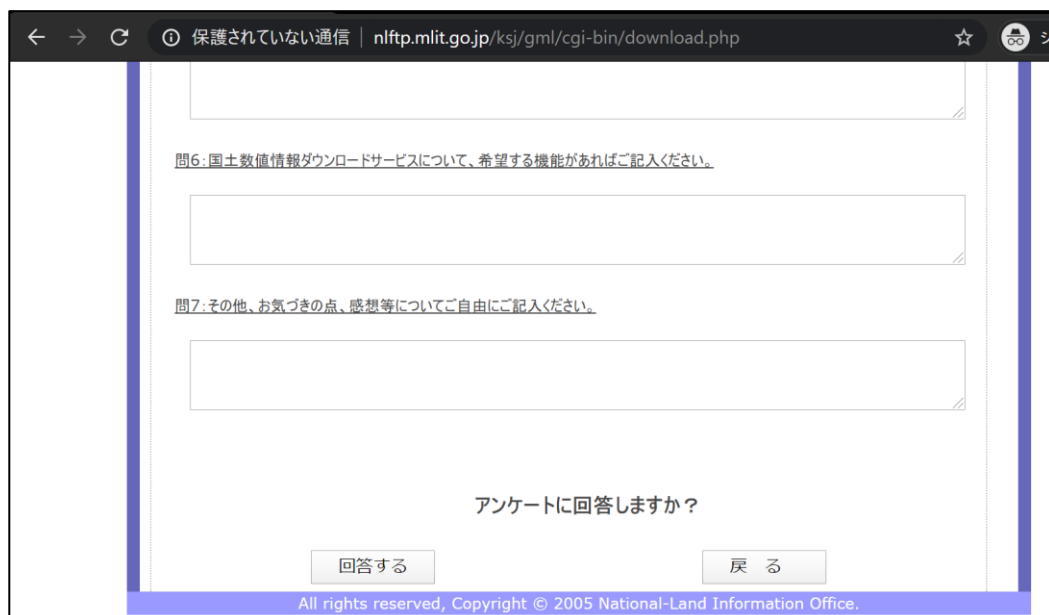 保護されていない通信 | nlftp.mlit.go.jp/ksj/gml/cgi-bin/download.php
問6:国土数値情報ダウンロードサービスについて、希望する機能があればご記入ください。
問7:その他、お気づきの点、感想等についてご自由にご記入ください。
アンケートに回答しますか？
回答する 戻　る
All rights reserved, Copyright © 2005 National-Land Information Office.